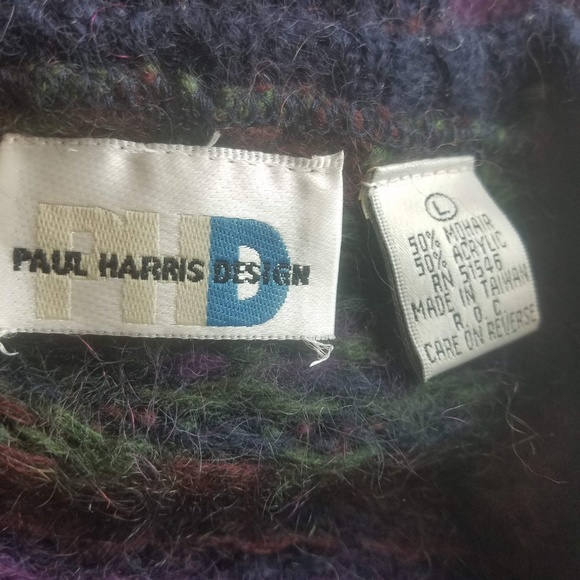 PHD
PAUL HARRIS DESIGN
L
50% MOHAIR
50% ACRYLIC
RN 51546
MADE IN TAIWAN
R.O.C
CARE ON REVERSE